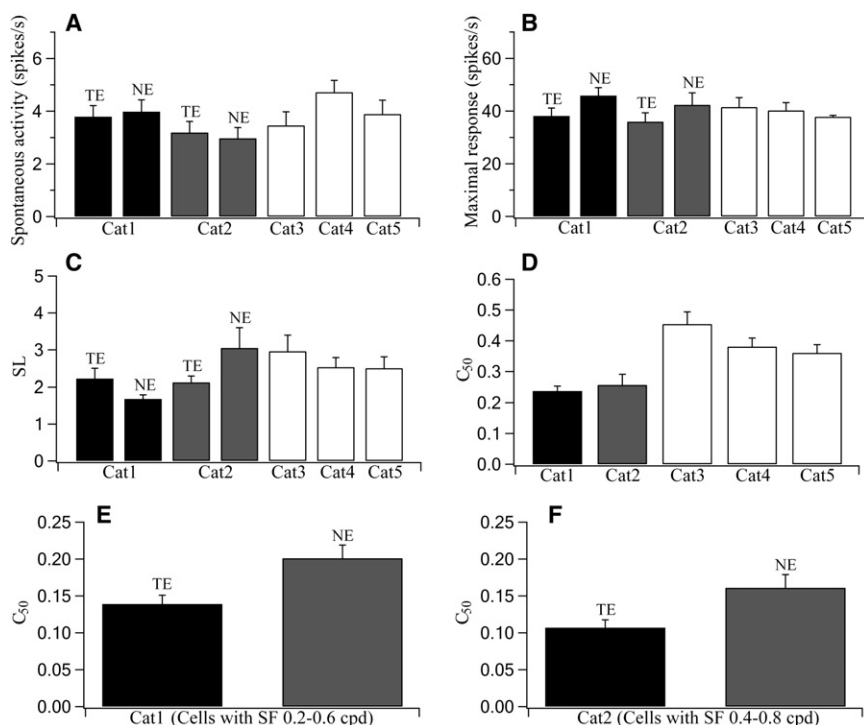 A
Spontaneous activity (spikes/s)
6
4
2
0
TE
NE
TE
NE
Cat1
Cat2
Cat3
Cat4
Cat5
B
Maximal response (spikes/s)
60
40
20
0
TE
NE
TE
NE
Cat1
Cat2
Cat3
Cat4
Cat5
C
SL
5
4
3
2
1
0
TE
NE
TE
NE
Cat1
Cat2
Cat3
Cat4
Cat5
D
C50
0.6
0.5
0.4
0.3
0.2
0.1
0.0
Cat1
Cat2
Cat3
Cat4
Cat5
E
C50
0.25
0.20
0.15
0.10
0.05
0.00
TE
NE
Cat1 (Cells with SF 0.2-0.6 cpd)
F
C50
0.25
0.20
0.15
0.10
0.05
0.00
TE
NE
Cat2 (Cells with SF 0.4-0.8 cpd)